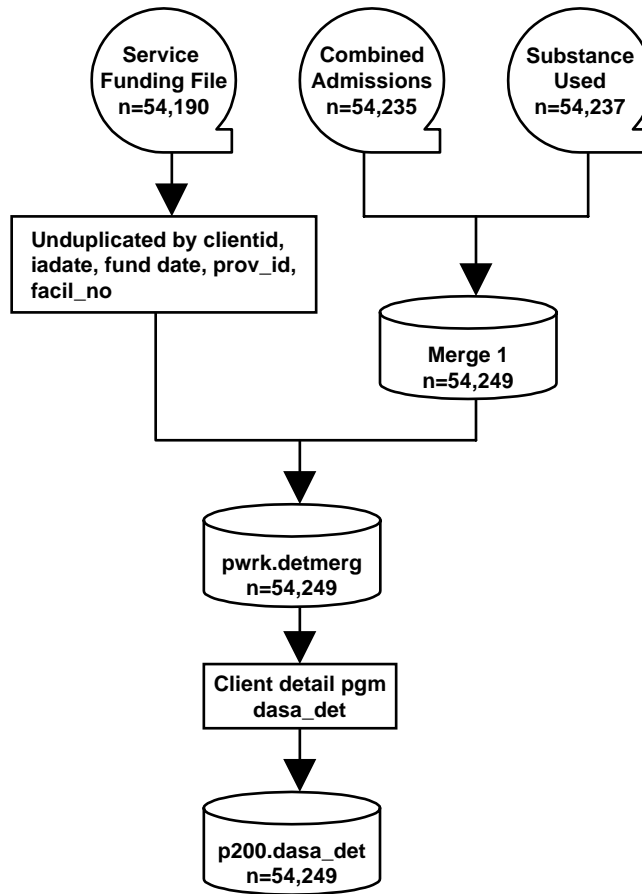 Service
Funding File
n=54,190
Combined
Admissions
n=54,235
Substance
Used
n=54,237
Unduplicated by clientid,
iadate, fund date, prov_id,
facil_no
Merge 1
n=54,249
pwrk.detmerg
n=54,249
Client detail pgm
dasa_det
p200.dasa_det
n=54,249